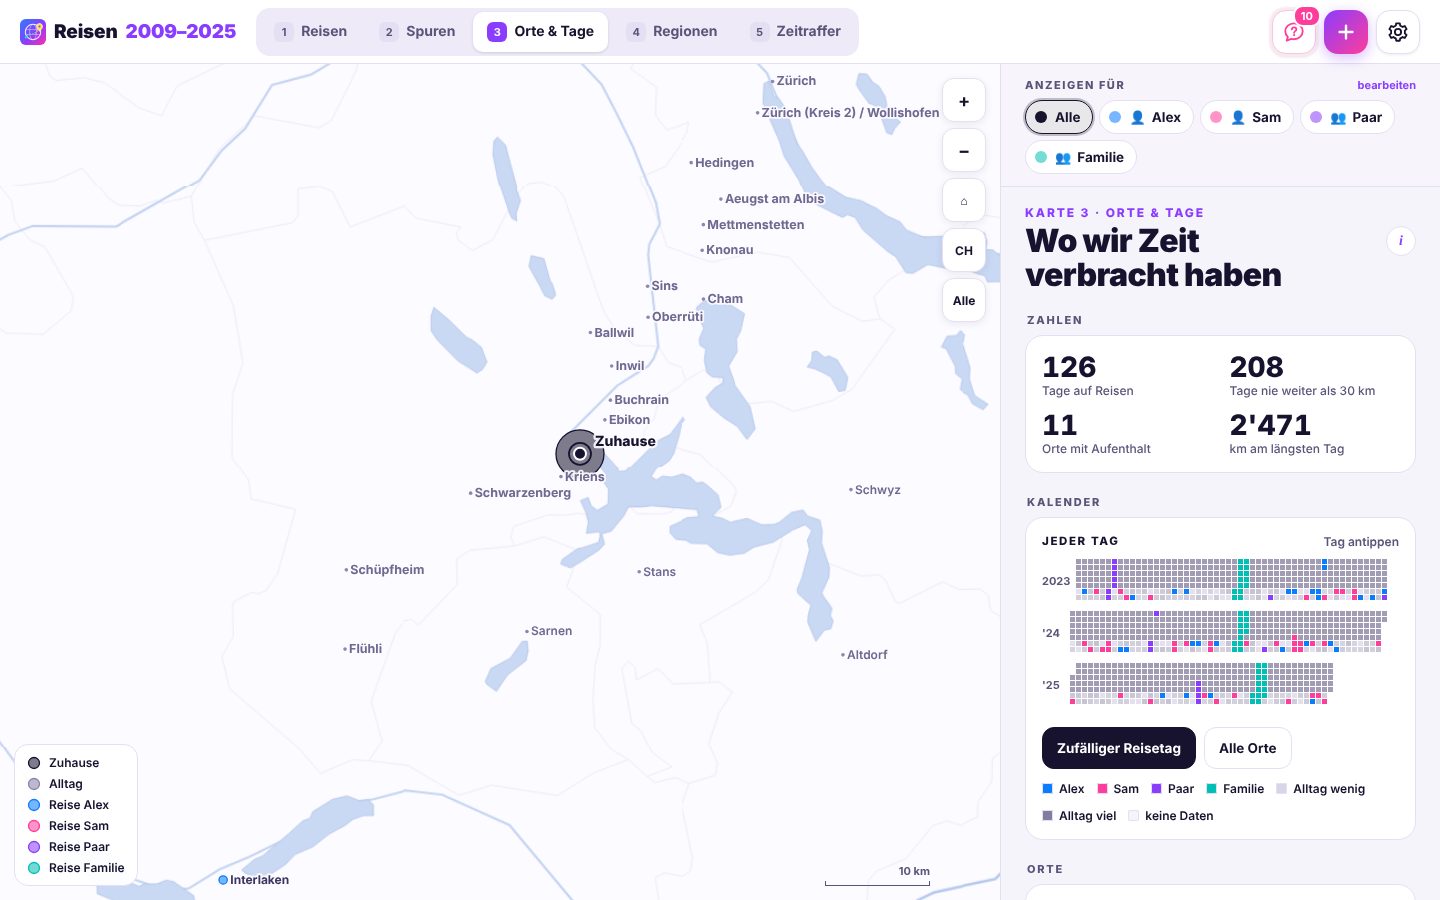 Reisen 2009–2025
1 Reisen
2 Spuren
3 Orte & Tage
4 Regionen
5 Zeitraffer
10
+
Zürich
Zürich (Kreis 2) / Wollishofen
Hedingen
Aeugst am Albis
Mettmenstetten
Knonau
Sins
Cham
Oberrüti
Ballwil
Inwil
Buchrain
Ebikon
Zuhause
Kriens
Schwarzenberg
Schwyz
Schüpfheim
Stans
Sarnen
Flühli
Altdorf
Interlaken
+
−
⌂
CH
Alle
Zuhause
Alltag
Reise Alex
Reise Sam
Reise Paar
Reise Familie
10 km
ANZEIGEN FÜR
bearbeiten
Alle
Alex
Sam
Paar
Familie
KARTE 3 · ORTE & TAGE
Wo wir Zeit
verbracht haben
i
ZAHLEN
126
Tage auf Reisen
208
Tage nie weiter als 30 km
11
Orte mit Aufenthalt
2'471
km am längsten Tag
KALENDER
JEDER TAG
Tag antippen
2023
'24
'25
Zufälliger Reisetag
Alle Orte
Alex
Sam
Paar
Familie
Alltag wenig
Alltag viel
keine Daten
ORTE